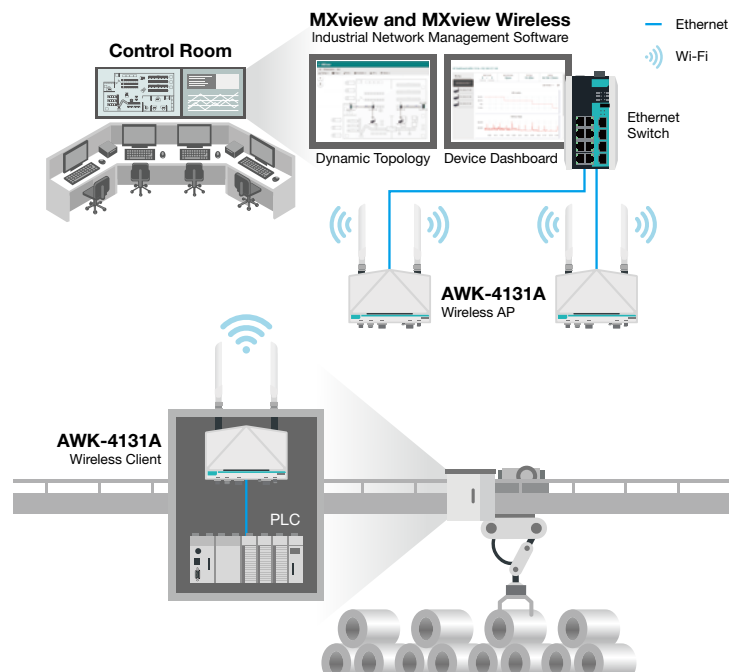 MXview and MXview Wireless
Industrial Network Management Software
Ethernet
Wi-Fi
Control Room
Ethernet
Switch
Dynamic Topology
Device Dashboard
AWK-4131A
Wireless AP
AWK-4131A
Wireless Client
PLC